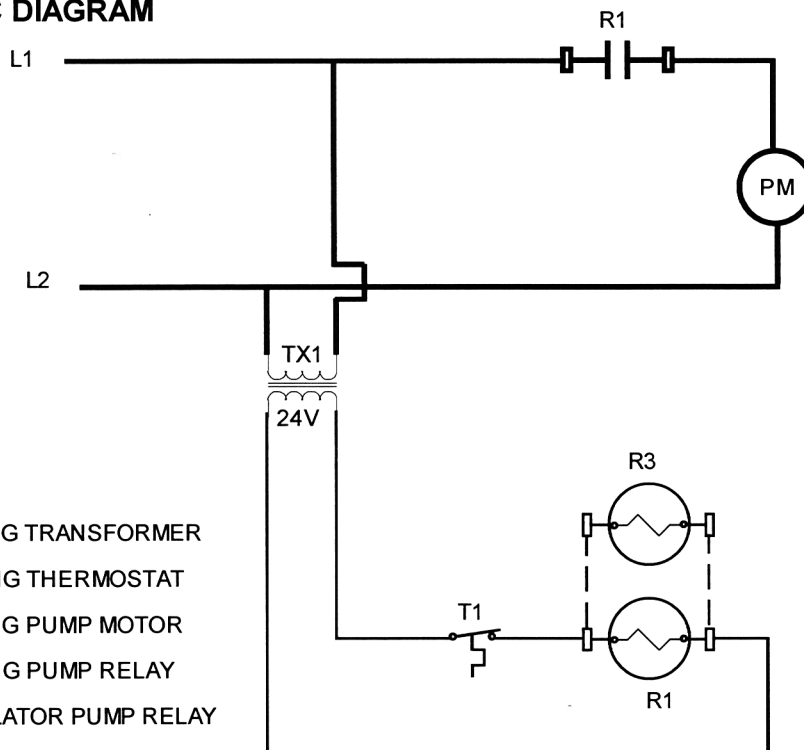 C DIAGRAM
R1
L1
PM
L2
TX1
24V
R3
G TRANSFORMER
NG THERMOSTAT
T1
G PUMP MOTOR
G PUMP RELAY
R1
LATOR PUMP RELAY